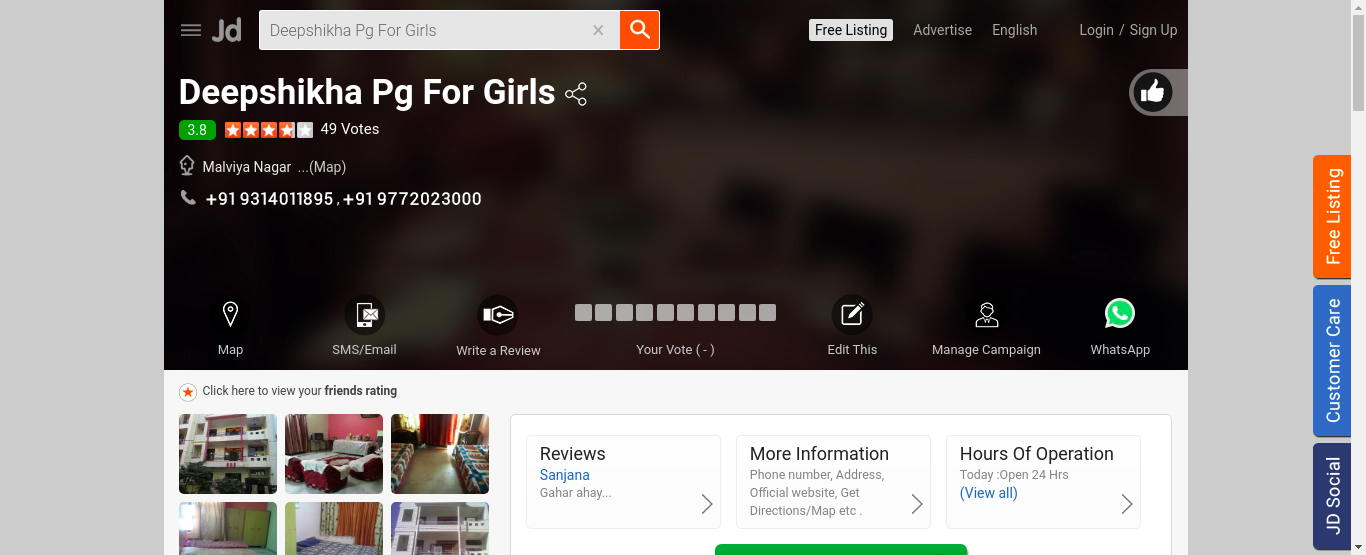 Jd
Deepshikha Pg For Girls
Free Listing
Advertise
English
Login / Sign Up
Deepshikha Pg For Girls
3.8
49 Votes
Malviya Nagar ...(Map)
+91 9314011895 , +91 9772023000
Map
SMS/Email
Write a Review
Your Vote ( - )
Edit This
Manage Campaign
WhatsApp
Free Listing
Customer Care
JD Social
Click here to view your friends rating
Reviews
Sanjana
Gahar ahay...
More Information
Phone number, Address,
Official website, Get
Directions/Map etc .
Hours Of Operation
Today :Open 24 Hrs
(View all)